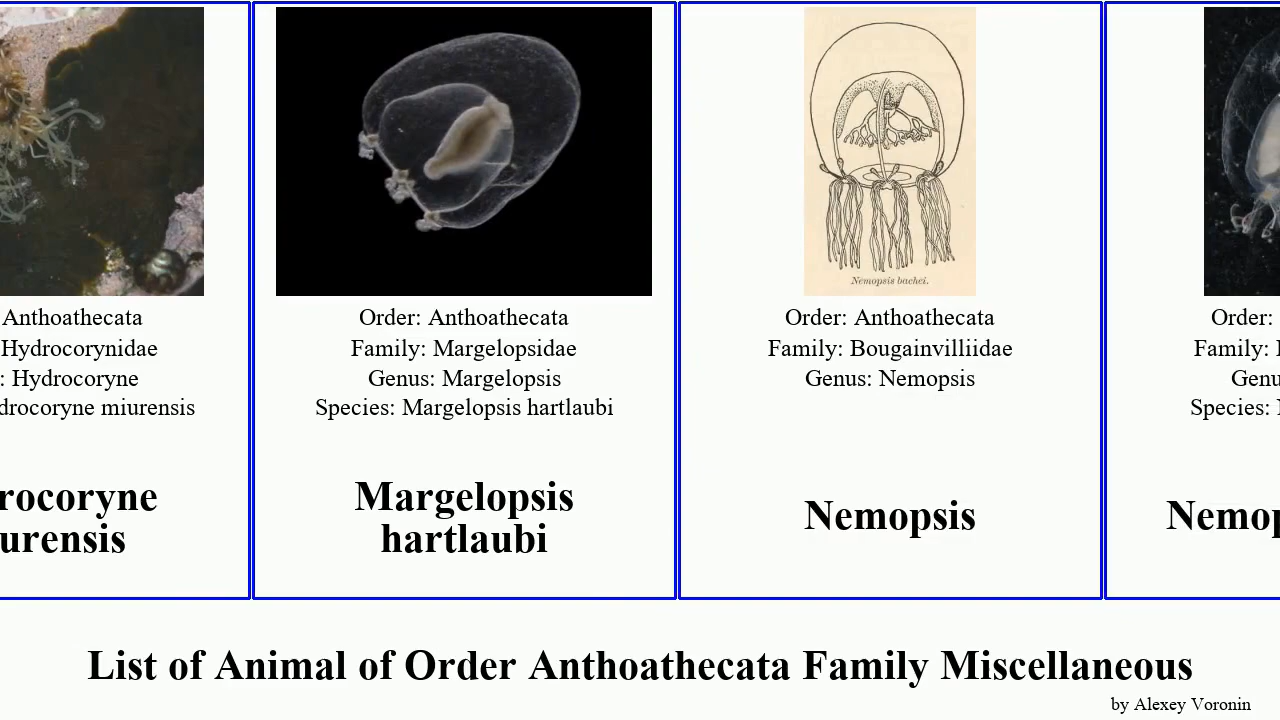 Anthoathecata
Hydrocorynidae
: Hydrocoryne
drocoryne miurensis
rocoryne
urensis
Order: Anthoathecata
Family: Margelopsidae
Genus: Margelopsis
Species: Margelopsis hartlaubi
Margelopsis
hartlaubi
Nemopsis bachei.
Order: Anthoathecata
Family: Bougainvilliidae
Genus: Nemopsis
Nemopsis
Order:
Family:
Genu
Species:
Nemop
List of Animal of Order Anthoathecata Family Miscellaneous
by Alexey Voronin